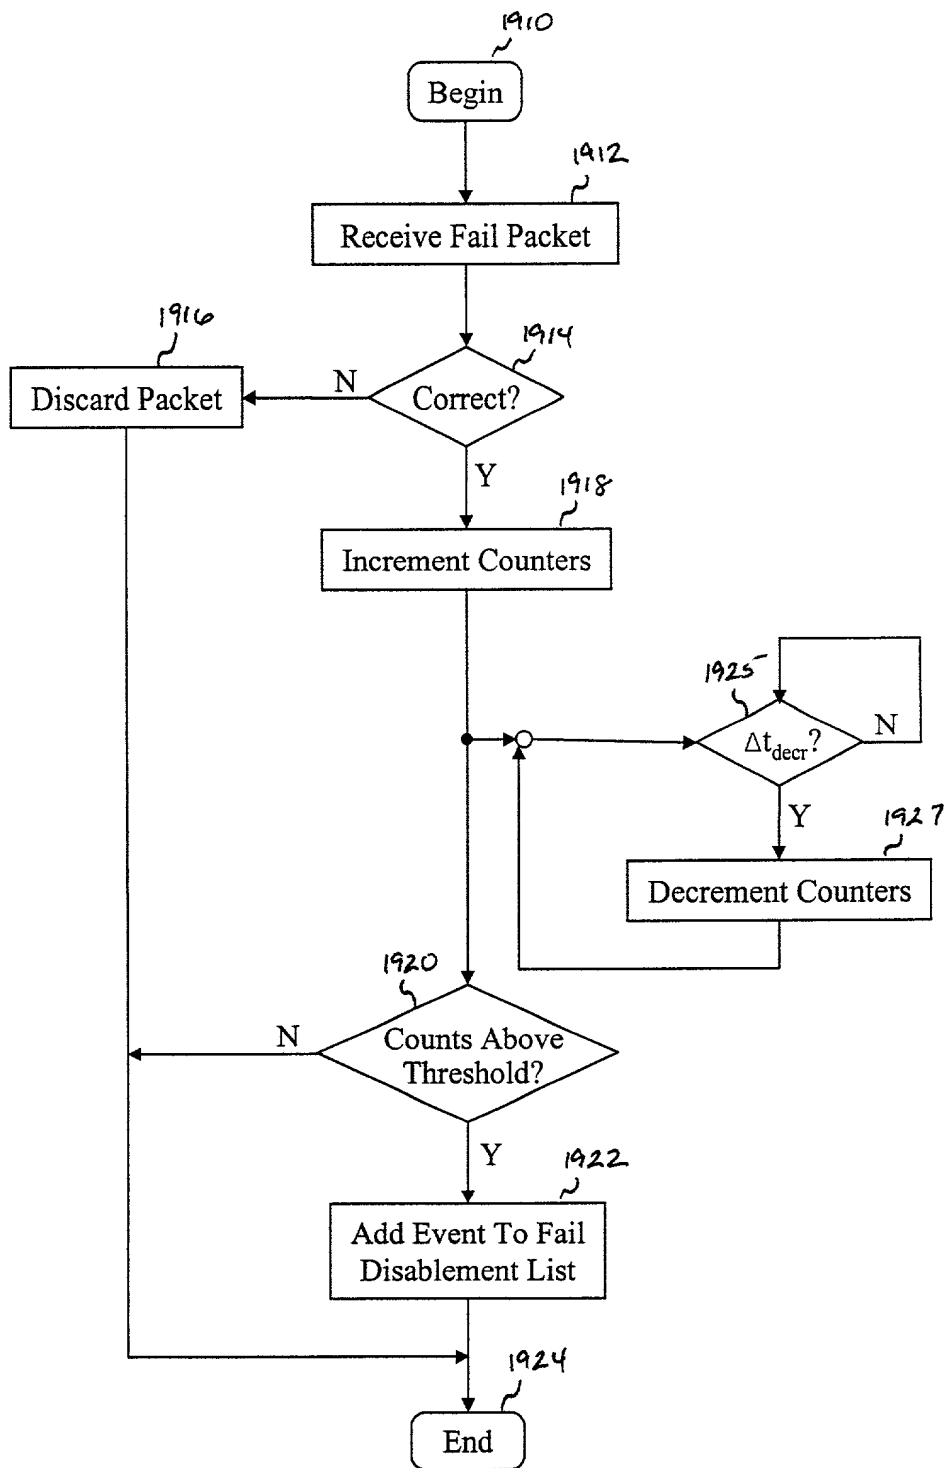 1910
Begin
1912
Receive Fail Packet
1916
1914
Discard Packet
N
Correct?
Y
1918
Increment Counters
1925
Δtdecr?
N
Y
1927
Decrement Counters
1920
N
Counts Above
Threshold?
Y
1922
Add Event To Fail
Disablement List
1924
End